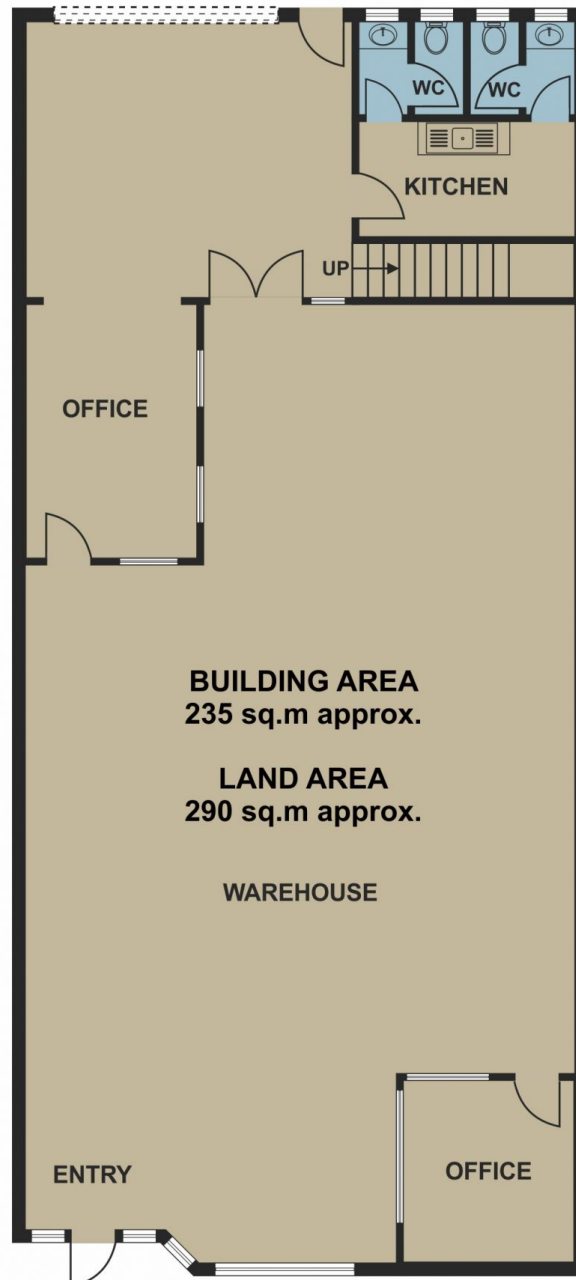 WC
WC
KITCHEN
UP
OFFICE
BUILDING AREA
235 sq.m approx.
LAND AREA
290 sq.m approx.
WAREHOUSE
ENTRY
OFFICE